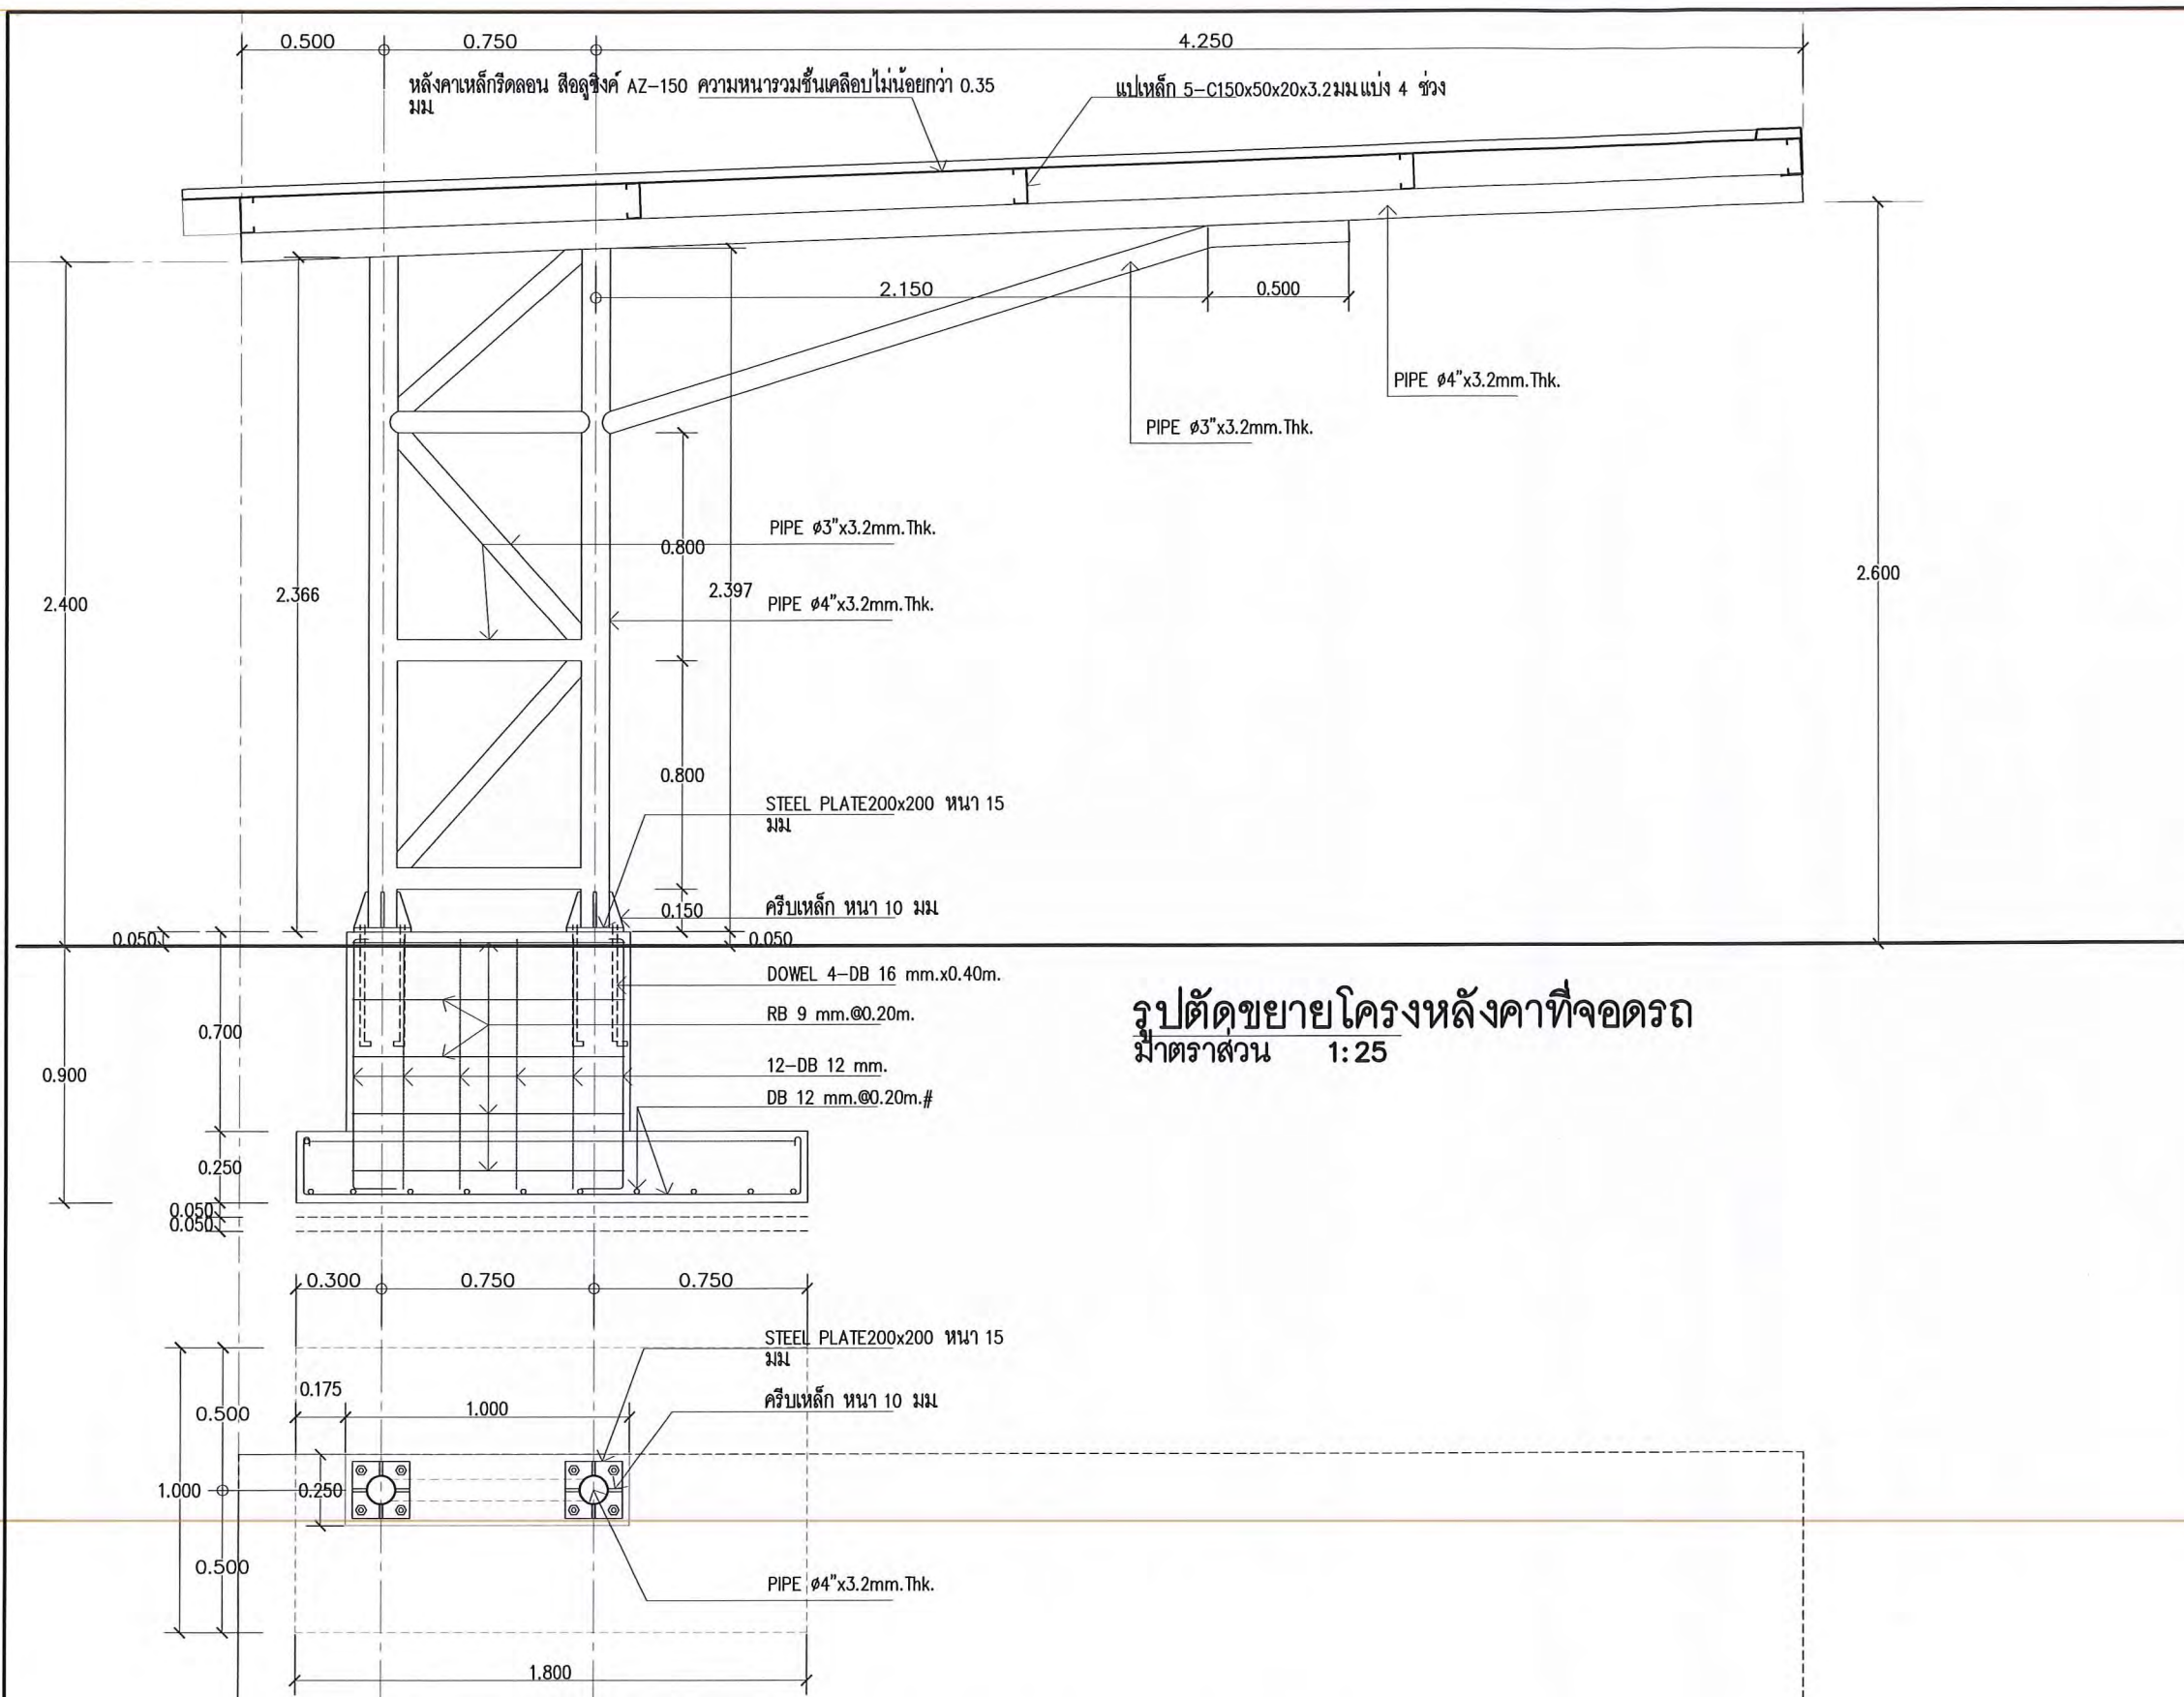 0.500 0.750 4.250
หลังคาเหล็กรีดลอน สีอลูซิงค์ AZ-150 ความหนารวมชั้นเคลือบไม่น้อยกว่า 0.35
มม.
แปเหล็ก 5-C150x50x20x3.2มม.แบ่ง 4 ช่วง
2.150 0.500
PIPE ø4"x3.2mm.Thk.
PIPE ø3"x3.2mm.Thk.
PIPE ø3"x3.2mm.Thk.
0.800
2.600
2.400
2.366
2.397
PIPE ø4"x3.2mm.Thk.
0.800
STEEL PLATE200x200 หนา 15
มม.
0.150
ครีบเหล็ก หนา 10 มม.
0.050
0.050
DOWEL 4-DB 16 mm.x0.40m.
RB 9 mm.@0.20m.
0.700
0.900
12-DB 12 mm.
DB 12 mm.@0.20m.#
รูปตัดขยายโครงหลังคาที่จอดรถ
มาตราส่วน 1:25
0.250
0.050
0.050
0.300 0.750 0.750
STEEL PLATE200x200 หนา 15
มม.
0.175
ครีบเหล็ก หนา 10 มม.
0.500
1.000
1.000
0.250
0.500
PIPE ø4"x3.2mm.Thk.
1.800